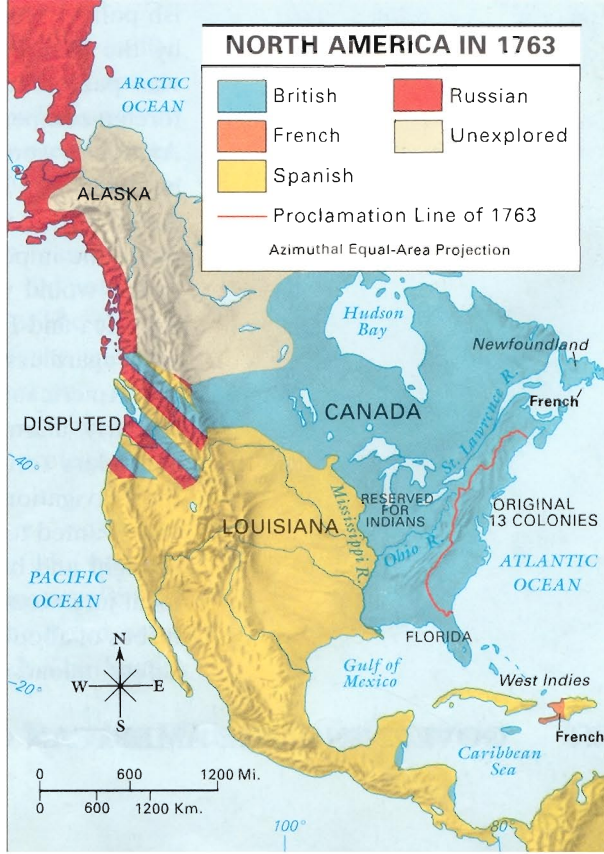 NORTH AMERICA IN 1763
British
Russian
French
Unexplored
Spanish
Proclamation Line of 1763
Azimuthal Equal-Area Projection
ARCTIC
OCEAN
ALASKA
Hudson
Bay
Newfoundland
French
CANADA
DISPUTED
St. Lawrence R.
40°
RESERVED
FOR
INDIANS
Mississippi R.
ORIGINAL
13 COLONIES
LOUISIANA
Ohio R.
ATLANTIC
OCEAN
PACIFIC
OCEAN
FLORIDA
N
W
E
S
Gulf of
Mexico
West Indies
20°
French
Caribbean
Sea
0 600 1200 Mi.
0 600 1200 Km.
100°
80°